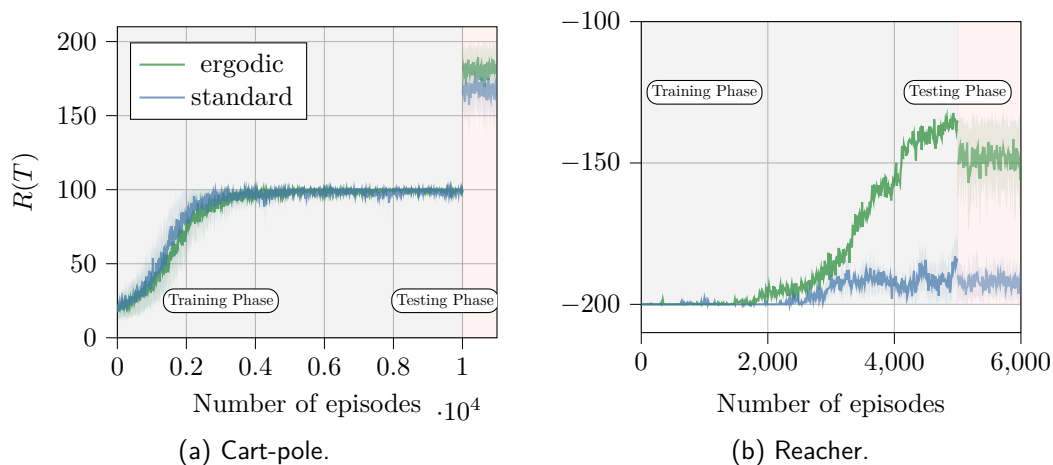 200
150
100
50
0
R(T)
ergodic
standard
Training Phase
Testing Phase
0 0.2 0.4 0.6 0.8 1
·10⁴
Number of episodes
(a) Cart-pole.
−100
−150
−200
Training Phase
Testing Phase
0 2,000 4,000 6,000
Number of episodes
(b) Reacher.